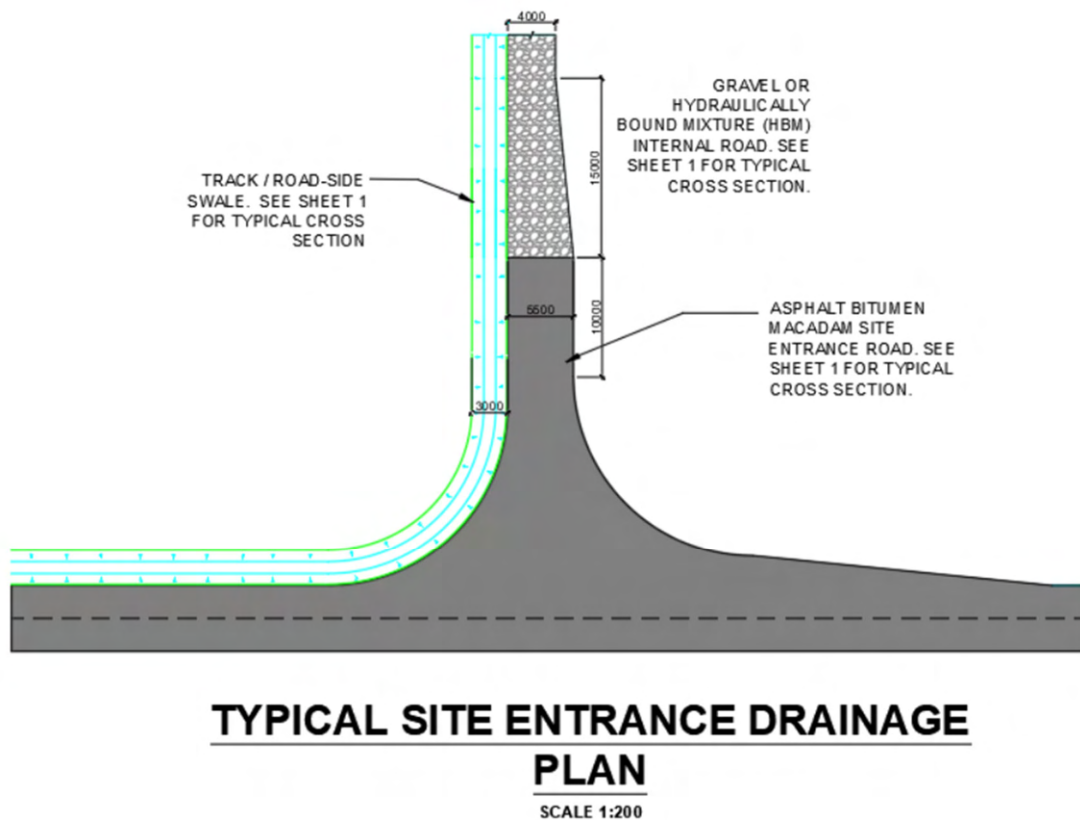 4000
GRAVEL OR
HYDRAULICALLY
BOUND MIXTURE (HBM)
INTERNAL ROAD. SEE
SHEET 1 FOR TYPICAL
CROSS SECTION.
15000
TRACK / ROAD-SIDE
SWALE. SEE SHEET 1
FOR TYPICAL CROSS
SECTION
5500
10000
ASPHALT BITUMEN
MACADAM SITE
ENTRANCE ROAD. SEE
SHEET 1 FOR TYPICAL
CROSS SECTION.
3000
TYPICAL SITE ENTRANCE DRAINAGE
PLAN
SCALE 1:200